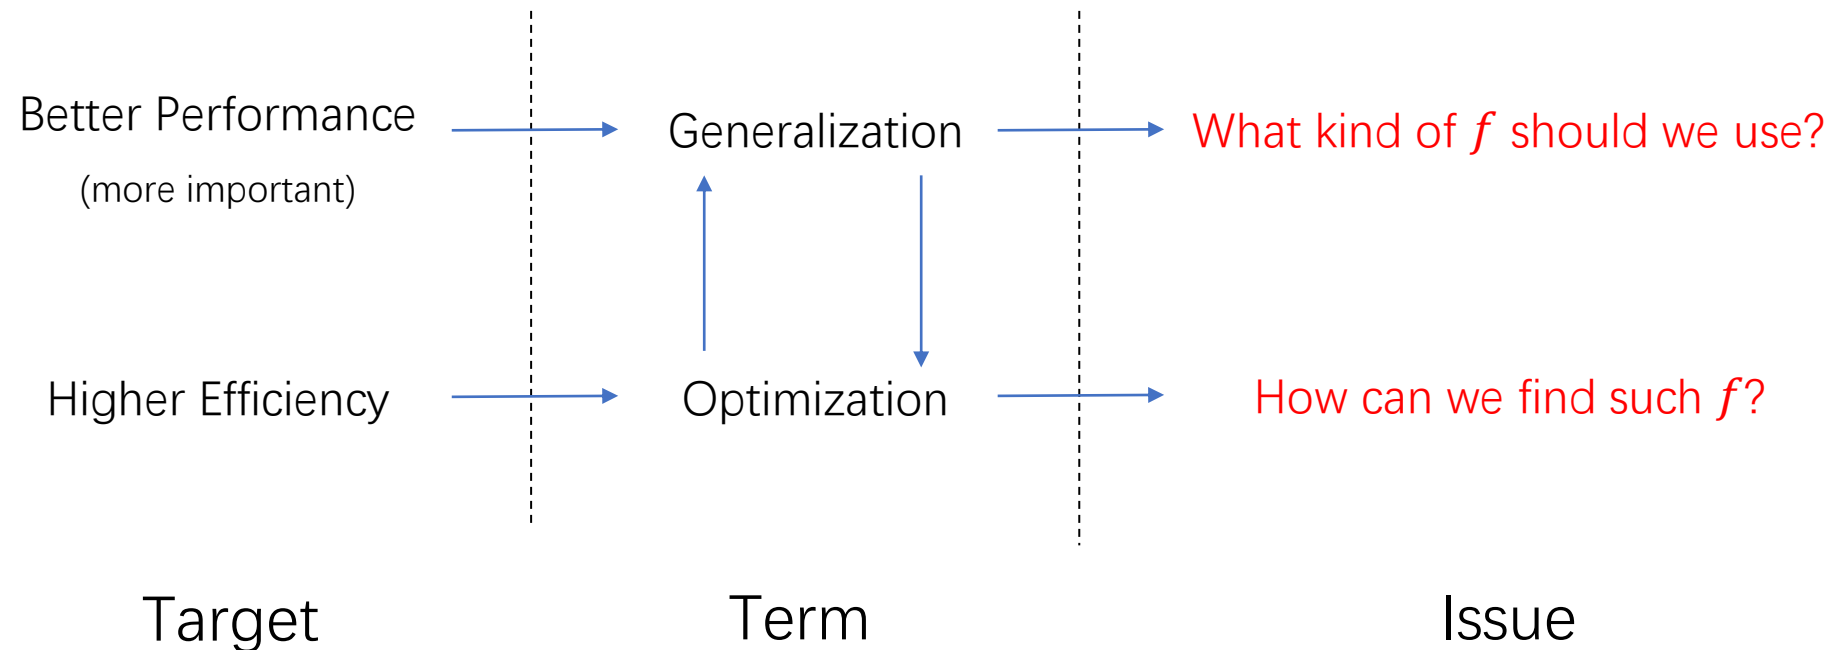 Better Performance
(more important)
Generalization
What kind of f should we use?
Higher Efficiency
Optimization
How can we find such f?
Target
Term
Issue